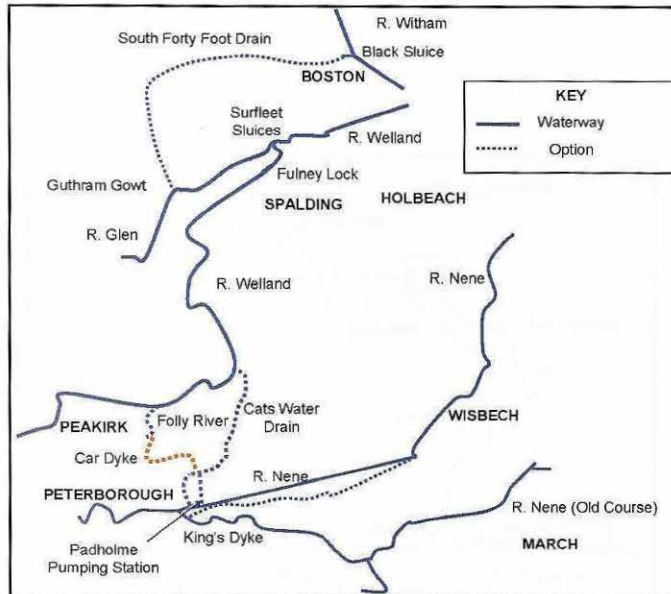 R. Witham
South Forty Foot Drain
Black Sluice
BOSTON
KEY
Waterway
Option
Surfleet
Sluices
R. Welland
Fulney Lock
Guthram Gowt
SPALDING
HOLBEACH
R. Glen
R. Welland
R. Nene
PEAKIRK
Folly River
Cats Water
Drain
WISBECH
Car Dyke
R. Nene
PETERBOROUGH
R. Nene (Old Course)
King's Dyke
MARCH
Padholme
Pumping Station